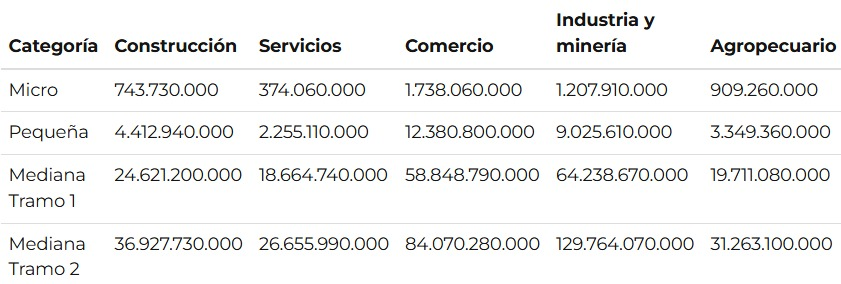 Categoría Construcción Servicios Comercio Industria y minería Agropecuario
Micro 743.730.000 374.060.000 1.738.060.000 1.207.910.000 909.260.000
Pequeña 4.412.940.000 2.255.110.000 12.380.800.000 9.025.610.000 3.349.360.000
Mediana Tramo 1 24.621.200.000 18.664.740.000 58.848.790.000 64.238.670.000 19.711.080.000
Mediana Tramo 2 36.927.730.000 26.655.990.000 84.070.280.000 129.764.070.000 31.263.100.000